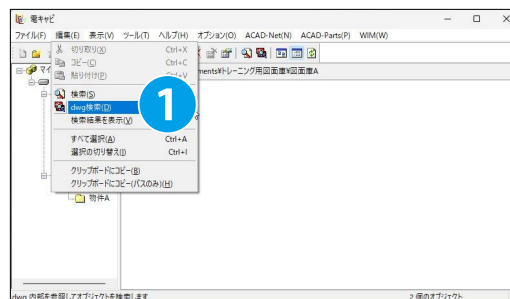 電キャビ
ファイル(F) 編集(E) 表示(V) ツール(T) ヘルプ(H) オプション(O) ACAD-Net(N) ACAD-Parts(P) WIM(W)
切り取り(X) Ctrl+X
コピー(C) Ctrl+C
貼り付け(P) Ctrl+V
ments¥トレーニング用図面庫¥図面庫A
検索(S)
dwg検索(D)
検索結果を表示(V)
1
すべて選択(A) Ctrl+A
選択の切り替え(I) Ctrl+I
クリップボードにコピー(B)
クリップボードにコピー(パスのみ)(H)
物件A
dwg 内部を参照してオブジェクトを検索します
2 個のオブジェクト